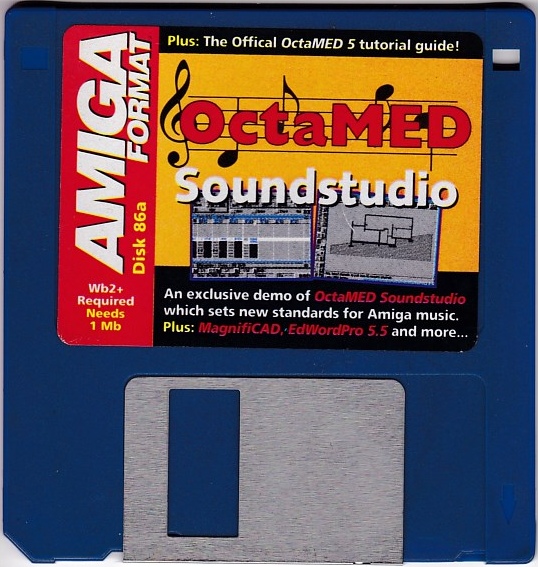 AMIGA
FORMAT
Disk 86a
Wb2+
Required
Needs
1 Mb
Plus: The Offical OctaMED 5 tutorial guide!
OctaMED
Soundstudio
An exclusive demo of OctaMED Soundstudio
which sets new standards for Amiga music.
Plus: MagnifiCAD, EdWordPro 5.5 and more...